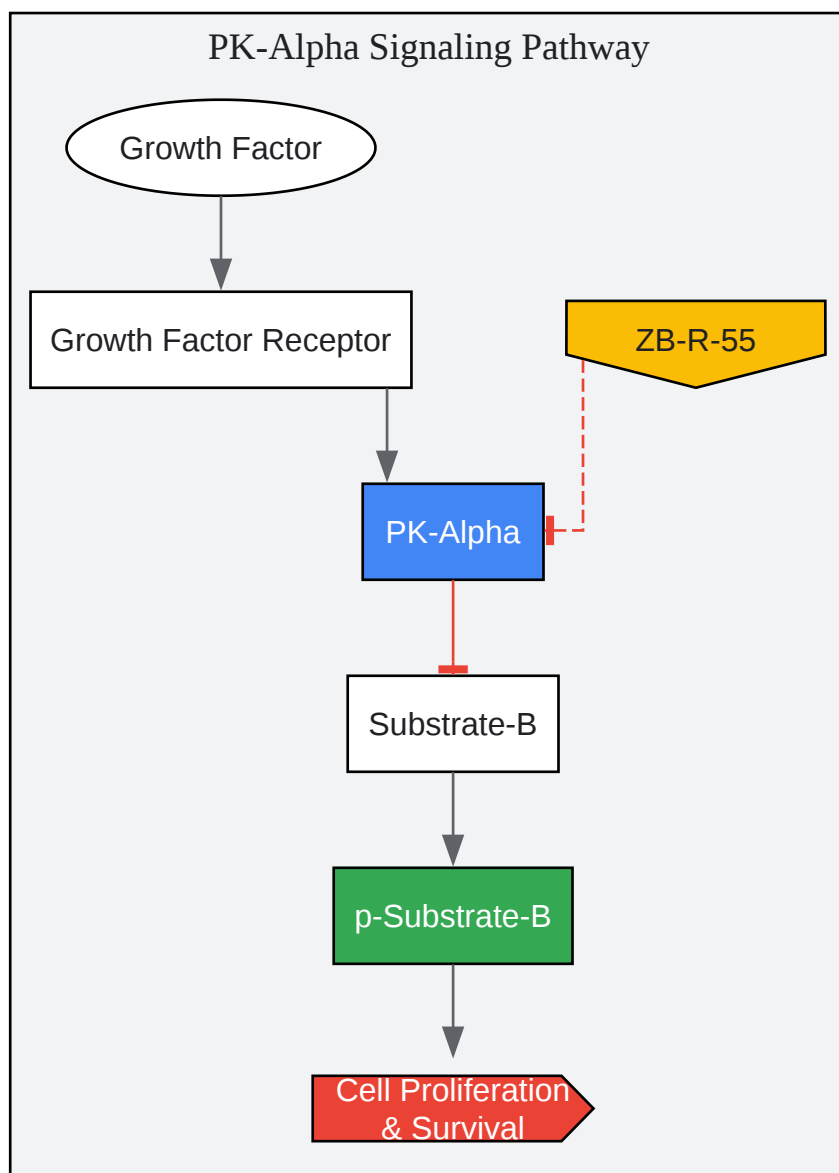 PK-Alpha Signaling Pathway
Growth Factor
Growth Factor Receptor
ZB-R-55
PK-Alpha
Substrate-B
p-Substrate-B
Cell Proliferation
& Survival